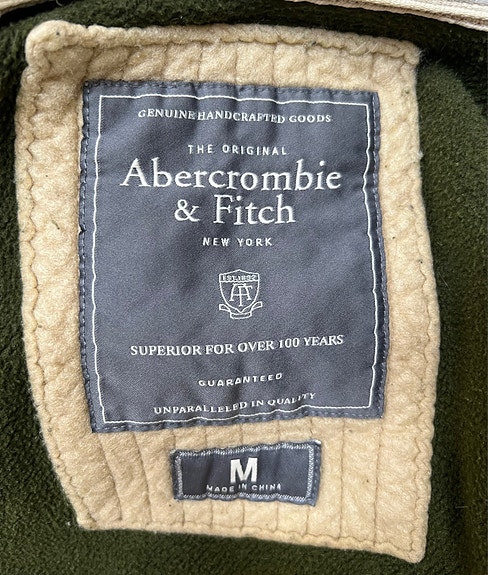 GENUINE HANDCRAFTED GOODS
THE ORIGINAL
Abercrombie
& Fitch
NEW YORK
EST. 1892
AF
SUPERIOR FOR OVER 100 YEARS
GUARANTEED
UNPARALLELED IN QUALITY
M
MADE IN CHINA